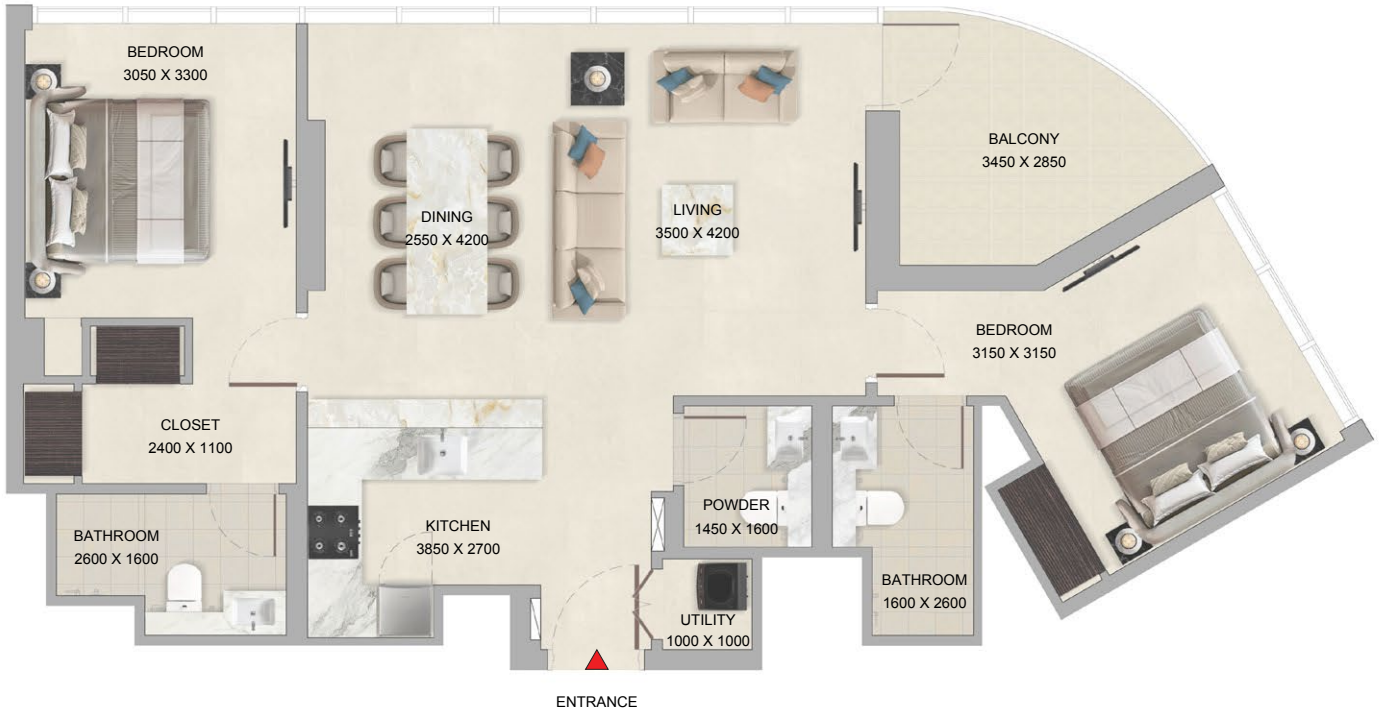 BEDROOM
3050 X 3300
BALCONY
3450 X 2850
DINING
2550 X 4200
LIVING
3500 X 4200
BEDROOM
3150 X 3150
CLOSET
2400 X 1100
BATHROOM
2600 X 1600
KITCHEN
3850 X 2700
POWDER
1450 X 1600
BATHROOM
1600 X 2600
UTILITY
1000 X 1000
ENTRANCE